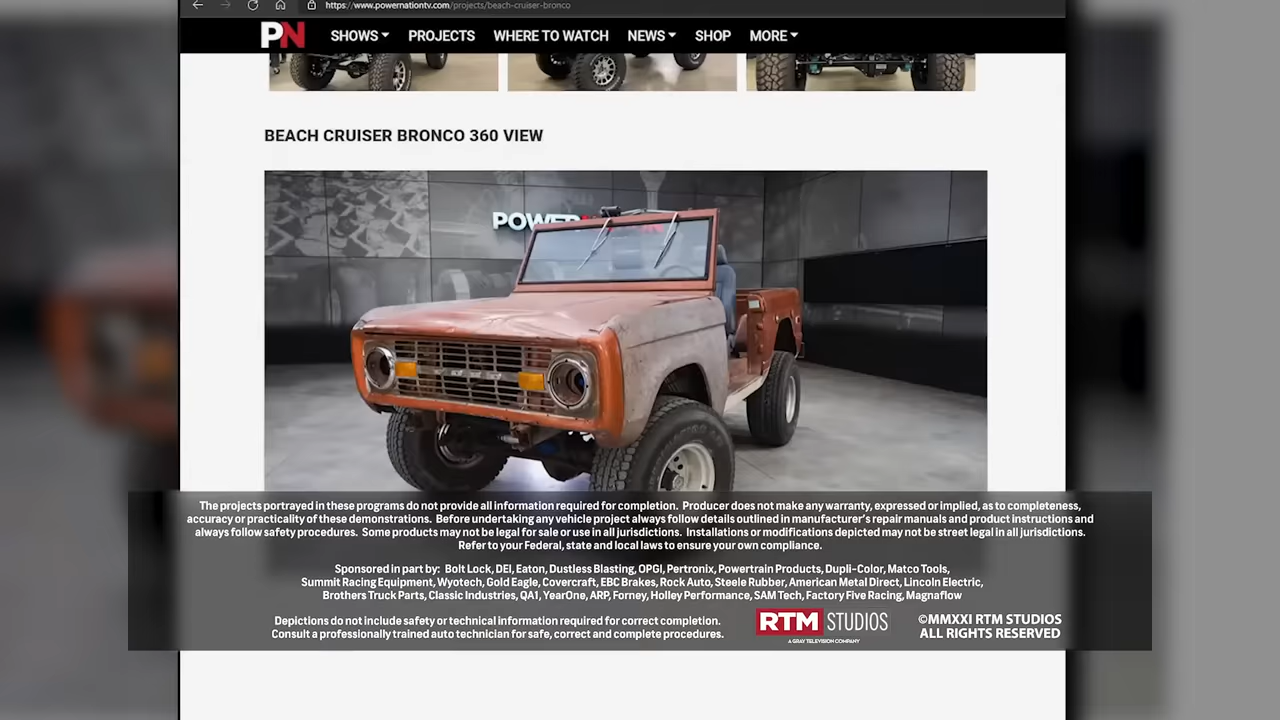 https://www.powernationtv.com/projects/beach-cruiser-bronco
PN SHOWS PROJECTS WHERE TO WATCH NEWS SHOP MORE
BEACH CRUISER BRONCO 360 VIEW
The projects portrayed in these programs do not provide all information required for completion. Producer does not make any warranty, expressed or implied, as to completeness,
accuracy or practicality of these demonstrations. Before undertaking any vehicle project always follow details outlined in manufacturer's repair manuals and product instructions and
always follow safety procedures. Some products may not be legal for sale or use in all jurisdictions. Installations or modifications depicted may not be street legal in all jurisdictions.
Refer to your Federal, state and local laws to ensure your own compliance.
Sponsored in part by: Bolt Lock, DEI, Eaton, Dustless Blasting, OPGI, Pertronix, Powertrain Products, Dupli-Color, Matco Tools,
Summit Racing Equipment, Wyotech, Gold Eagle, Covercraft, EBC Brakes, Rock Auto, Steele Rubber, American Metal Direct, Lincoln Electric,
Brothers Truck Parts, Classic Industries, QA1, YearOne, ARP, Forney, Holley Performance, SAM Tech, Factory Five Racing, Magnaflow
Depictions do not include safety or technical information required for correct completion.
Consult a professionally trained auto technician for safe, correct and complete procedures.
RTM STUDIOS
A GRAY TELEVISION COMPANY
©MMXXI RTM STUDIOS
ALL RIGHTS RESERVED